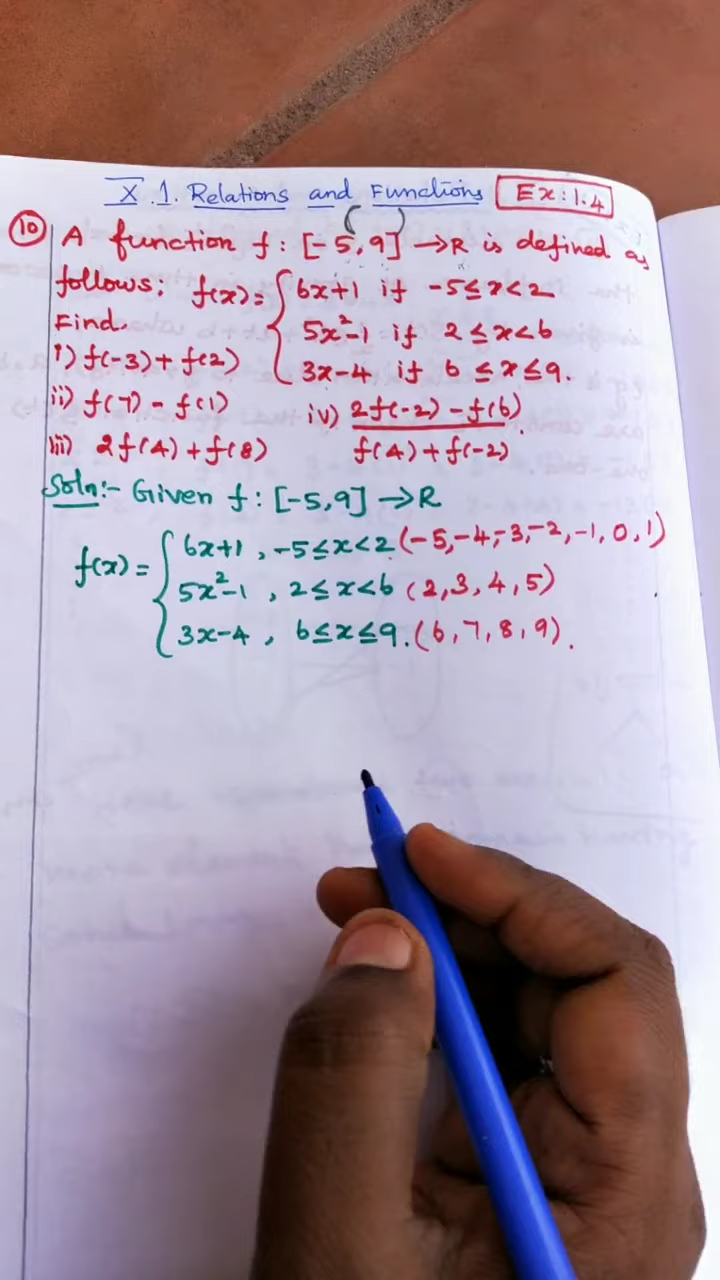 X.1. Relations and Functions Ex:1.4
10 A function f: [-5,9] →R is defined as
follows: f(x)= { 6x+1 if -5≤x<2
Find. 5x²-1 if 2≤x<6
i) f(-3)+f(2) 3x-4 if 6≤x≤9.
ii) f(7)-f(1) iv) 2f(-2)-f(6)
iii) 2f(4)+f(8) f(4)+f(-2)
Soln:- Given f: [-5,9] →R
f(x)= { 6x+1, -5≤x<2 (-5,-4,-3,-2,-1,0,1)
5x²-1, 2≤x<6 (2,3,4,5)
3x-4, 6≤x≤9. (6,7,8,9).